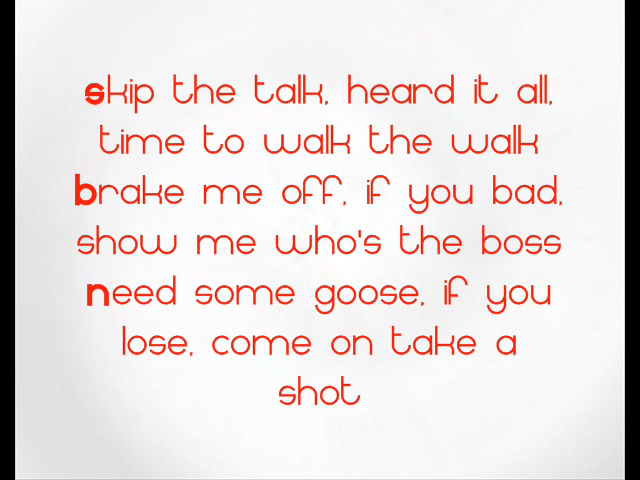 skip the talk, heard it all,
time to walk the walk
brake me off, if you bad,
show me who's the boss
need some goose, if you
lose, come on take a
shot